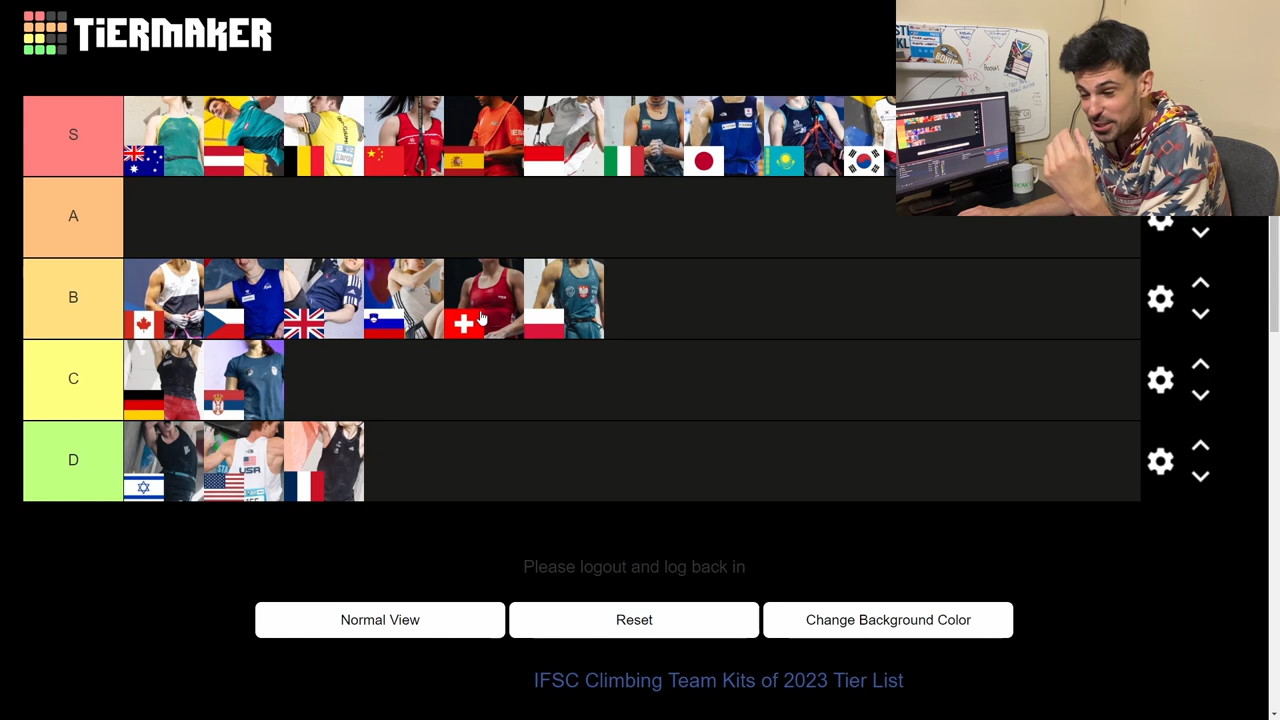 TiERMAKER
S
A
B
C
D
USA
Please logout and log back in
Normal View
Reset
Change Background Color
IFSC Climbing Team Kits of 2023 Tier List